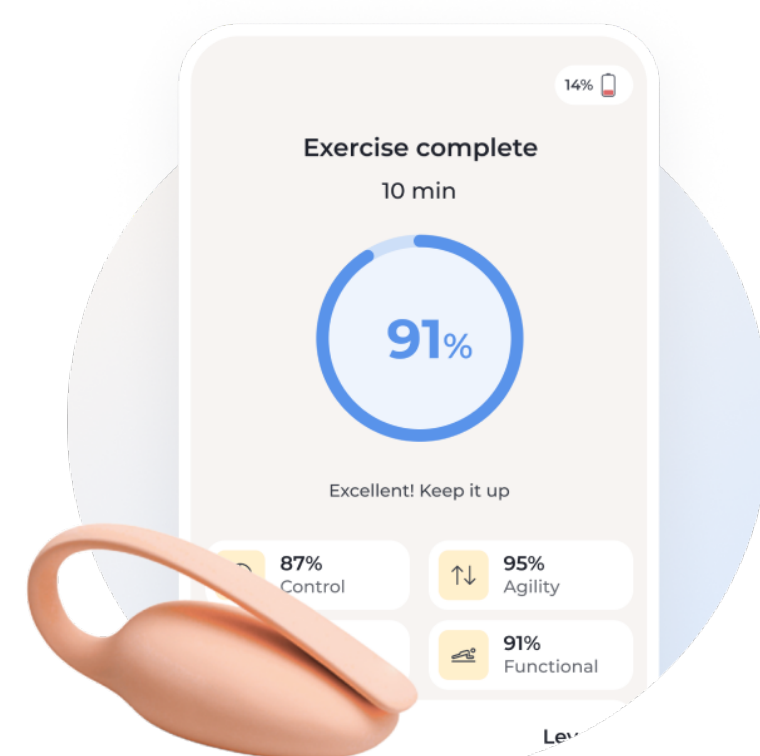 14%
Exercise complete
10 min
91%
Excellent! Keep it up
87%
Control
95%
Agility
91%
Functional